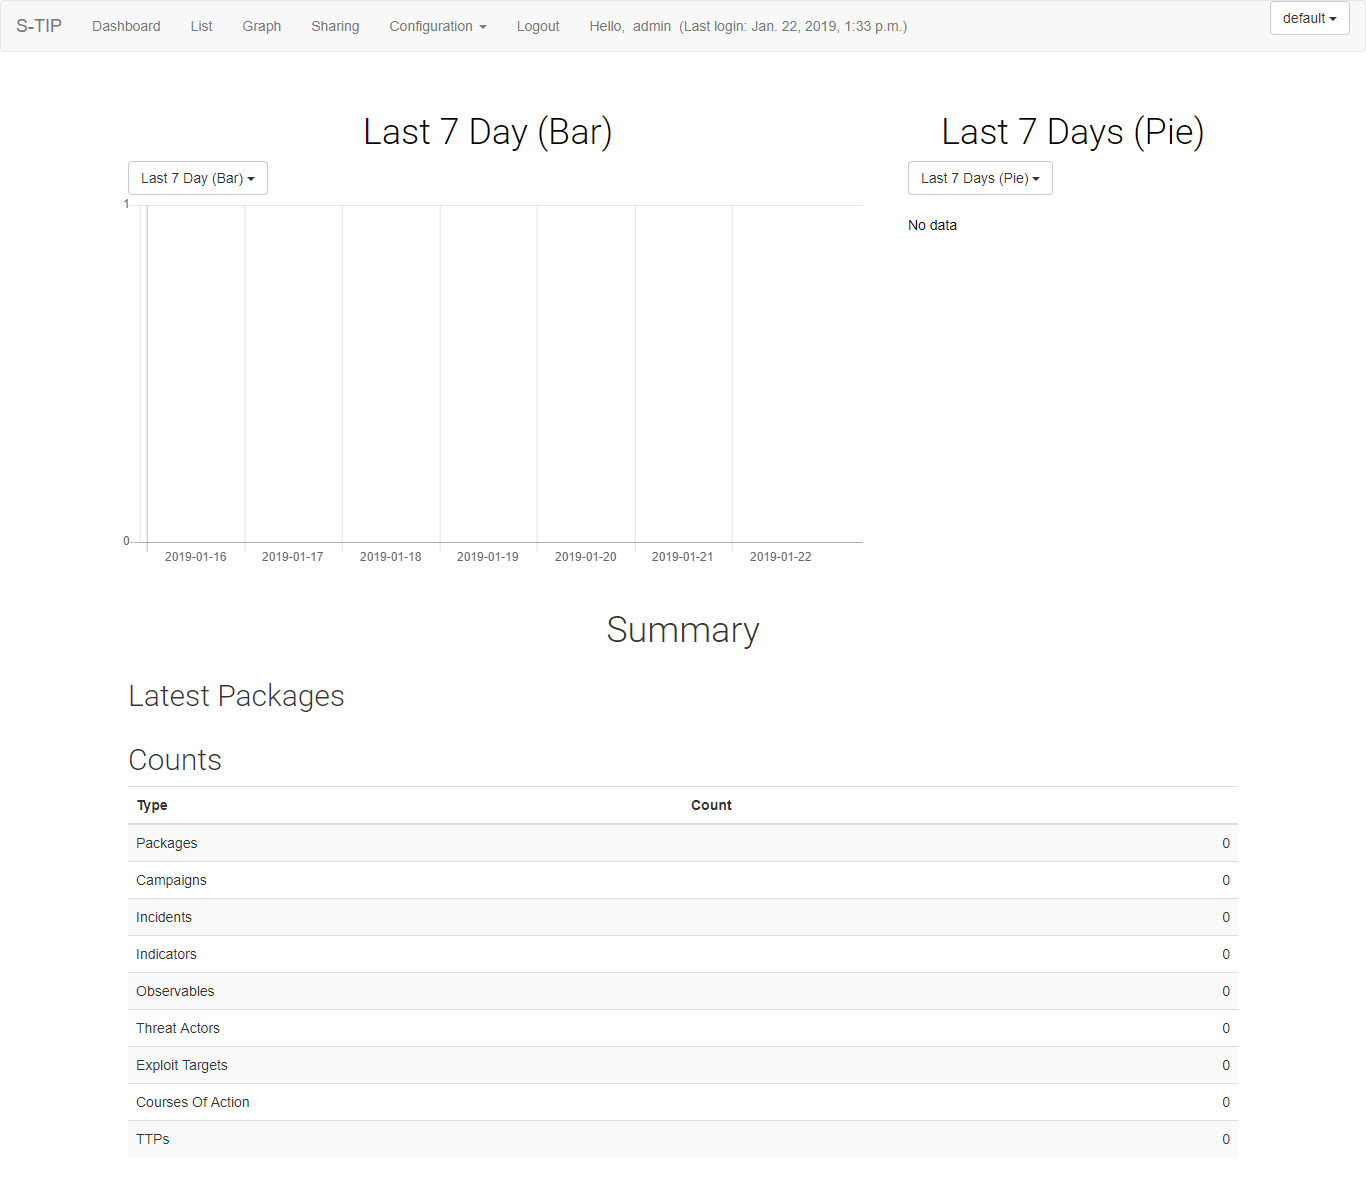 S-TIP Dashboard List Graph Sharing Configuration Logout Hello, admin (Last login: Jan. 22, 2019, 1:33 p.m.) default
Last 7 Day (Bar)
Last 7 Day (Bar)
1
0
2019-01-16 2019-01-17 2019-01-18 2019-01-19 2019-01-20 2019-01-21 2019-01-22
Last 7 Days (Pie)
Last 7 Days (Pie)
No data
Summary
Latest Packages
Counts
Type Count
Packages 0
Campaigns 0
Incidents 0
Indicators 0
Observables 0
Threat Actors 0
Exploit Targets 0
Courses Of Action 0
TTPs 0